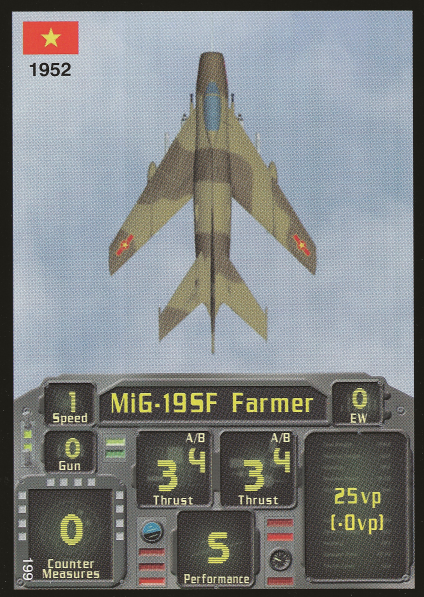 1952
MiG-19SF Farmer
1
Speed
0
EW
0
Gun
A/B
3 4
Thrust
A/B
3 4
Thrust
25vp
(-0vp)
0
Counter
Measures
5
Performance
199